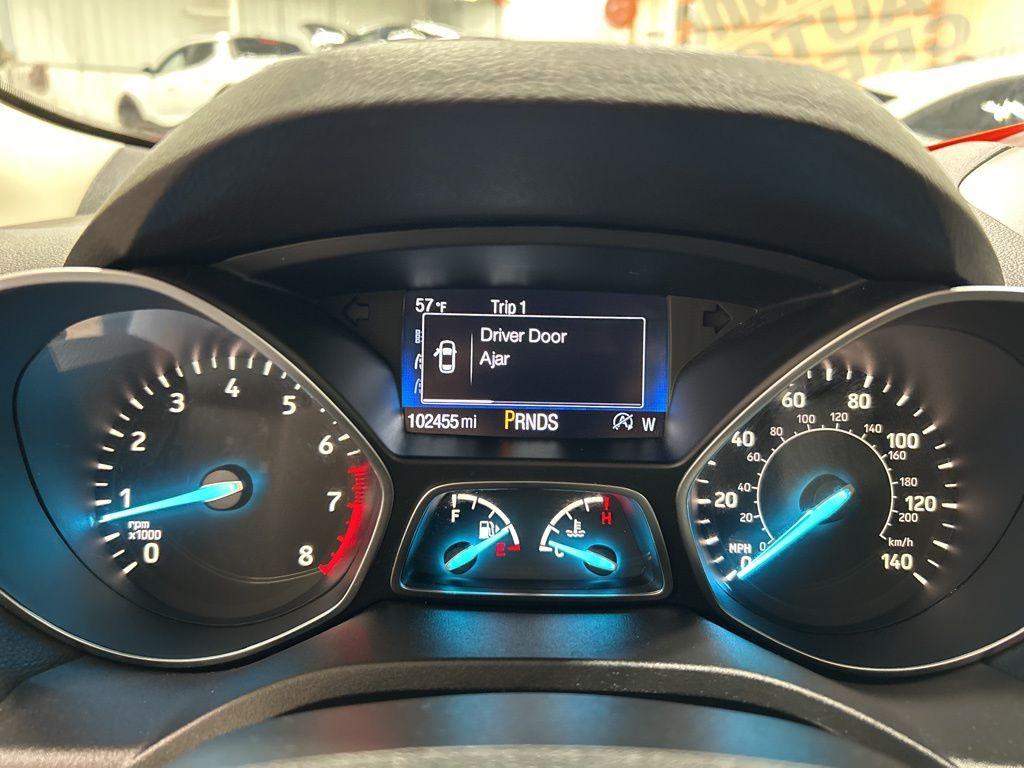 AUTO
CRE
57°F Trip 1
Driver Door
Ajar
102455 mi PRNDS W
0 1 2 3 4 5 6 7 8
rpm
x1000
F E
C H
0 20 40 60 80 100 120 140
MPH
0 20 40 60 80 100 120 140 160 180 200
km/h